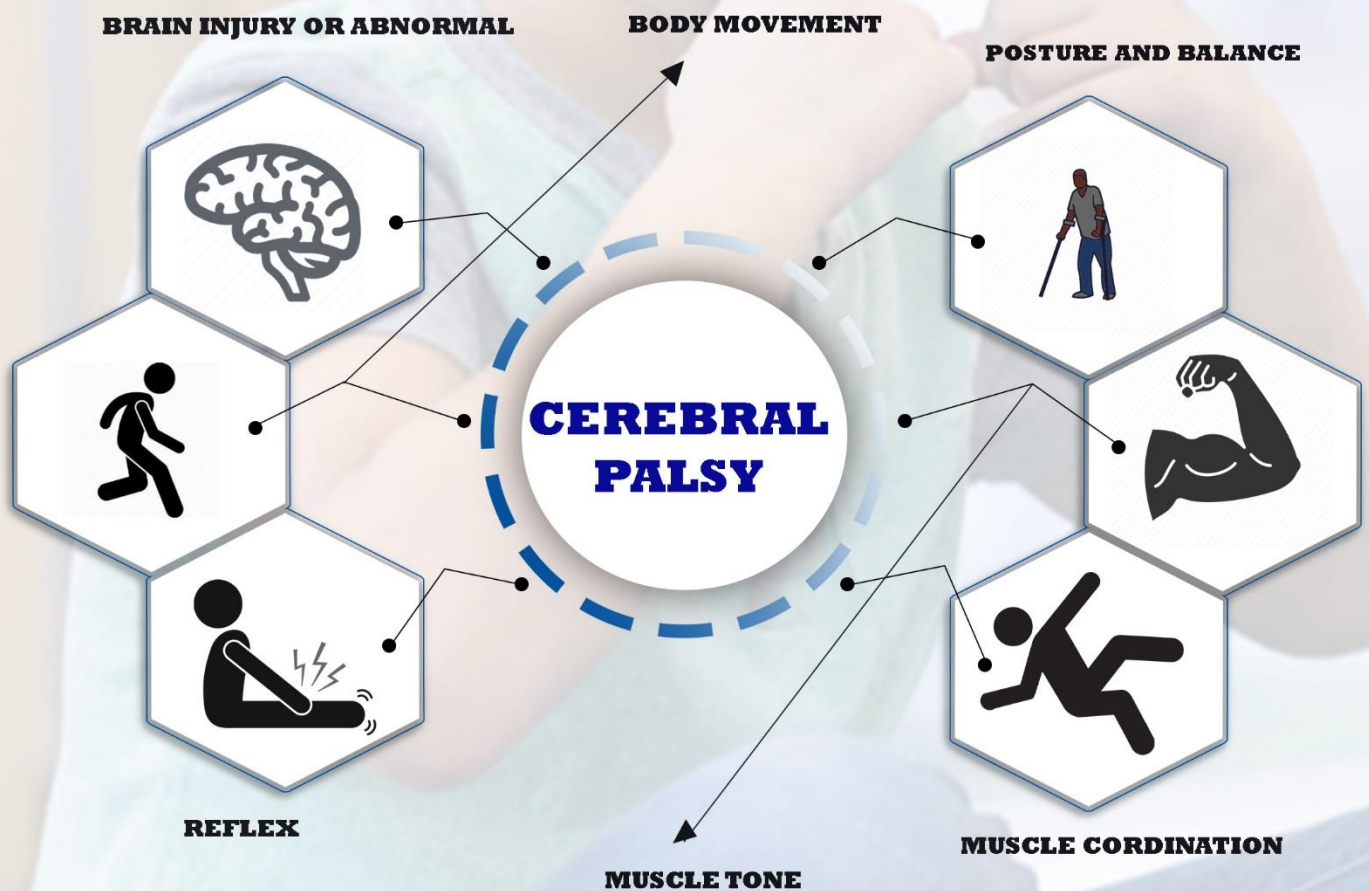 BRAIN INJURY OR ABNORMAL
BODY MOVEMENT
POSTURE AND BALANCE
CEREBRAL
PALSY
REFLEX
MUSCLE CORDINATION
MUSCLE TONE